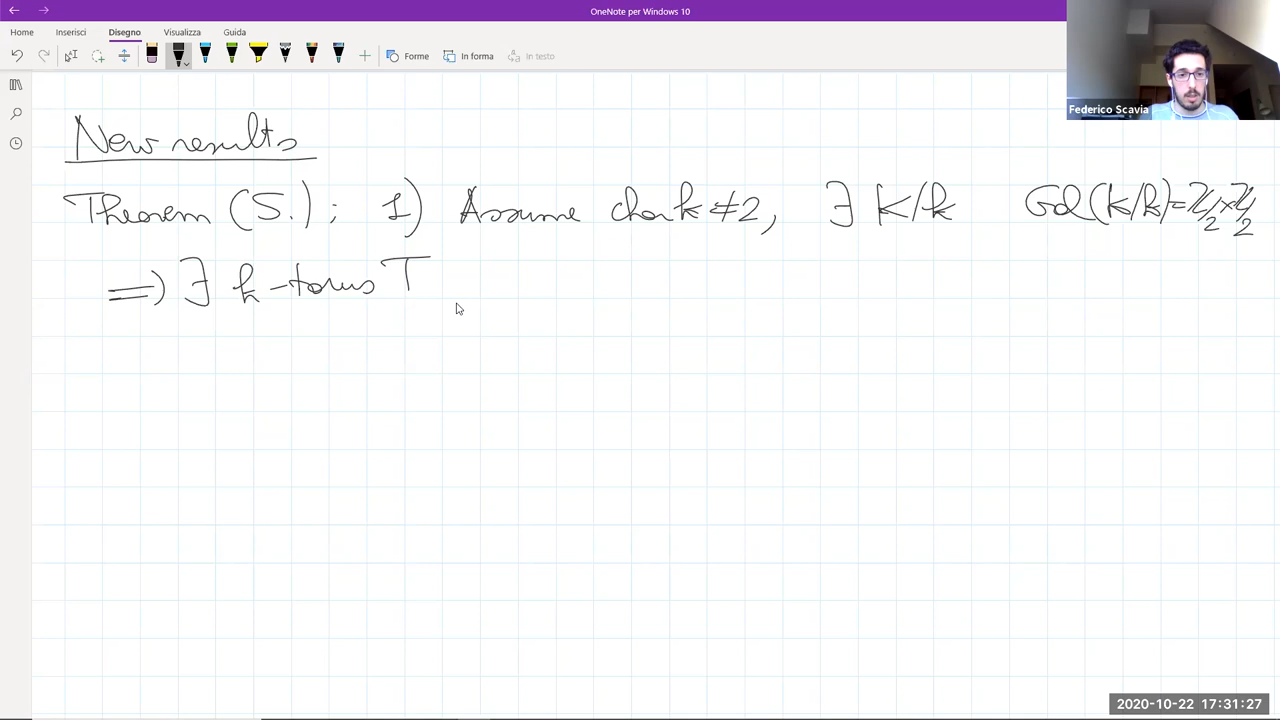 OneNote per Windows 10
Home Inserisci Disegno Visualizza Guida
Forme In forma In testo
Federico Scavia
New results
Theorem (S.): 1) Assume char k ≠ 2, ∃ K/k Gal(K/k) = ℤ/2 × ℤ/2
⟹ ∃ k-torus T
2020-10-22 17:31:27